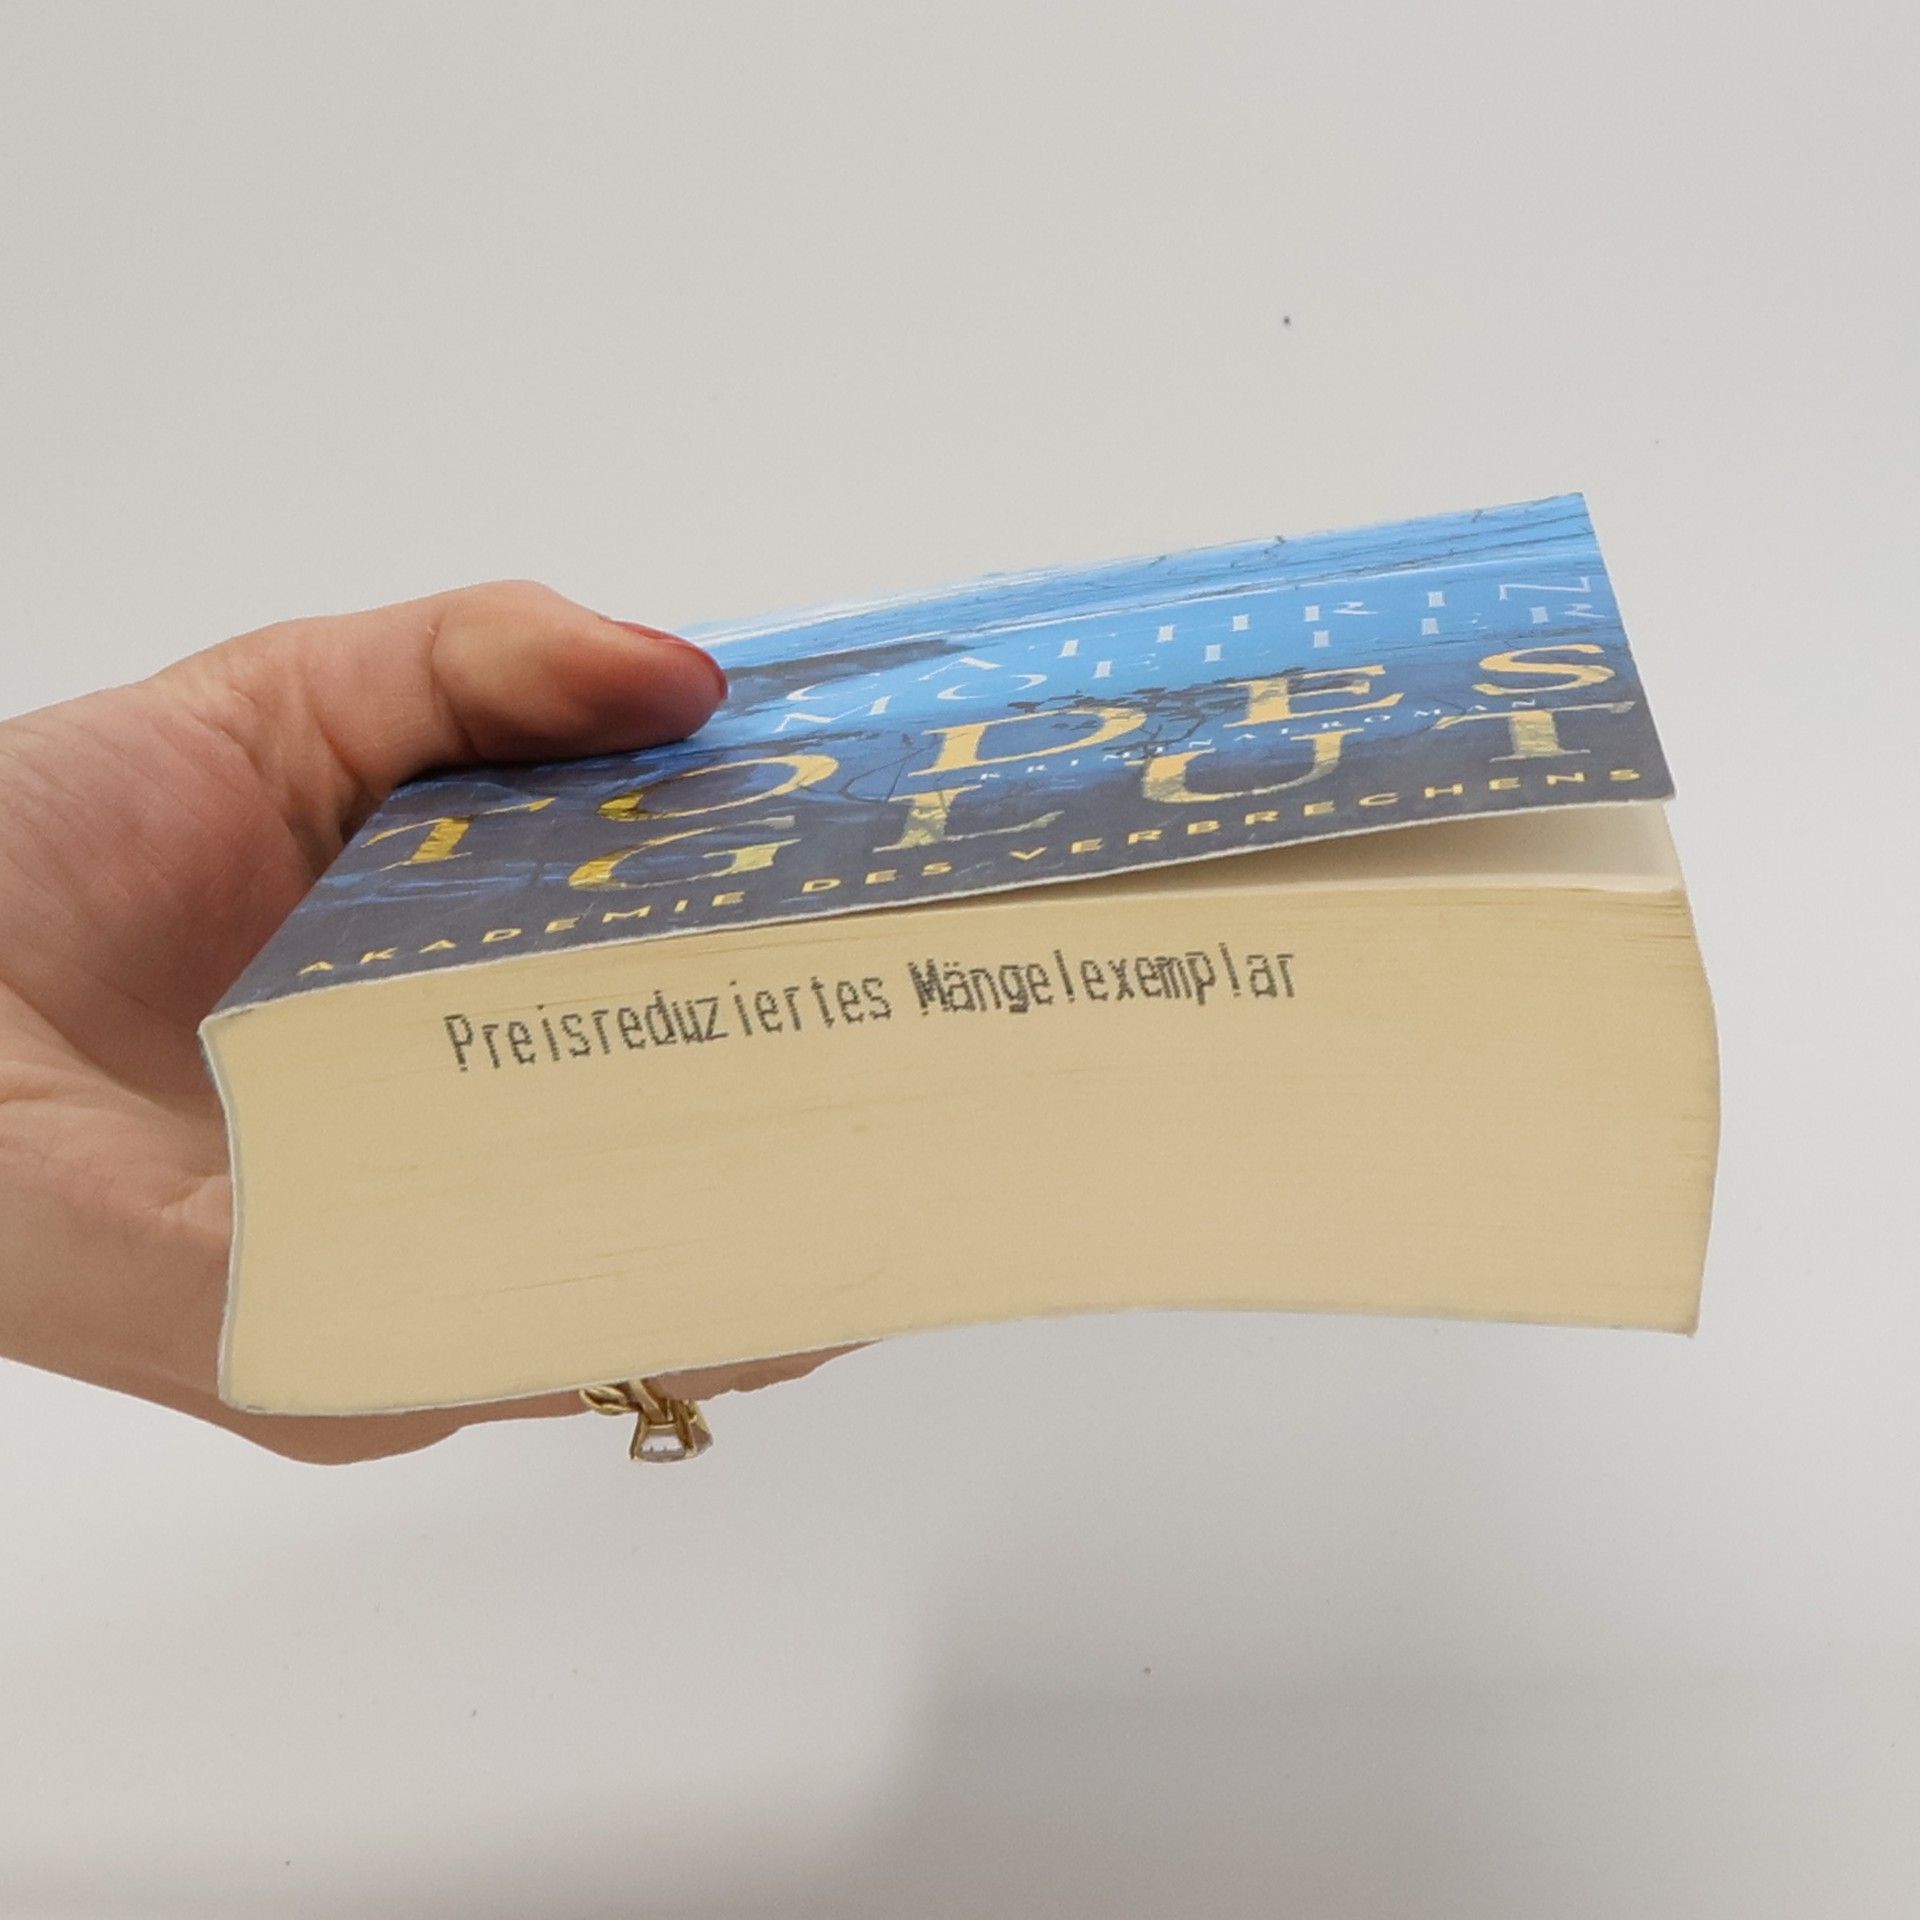 CATHRIN
MOELLER
TODES
KRIMINALROMAN
GLUT
AKADEMIE DES VERBRECHENS
Preisreduziertes Mängelexemplar